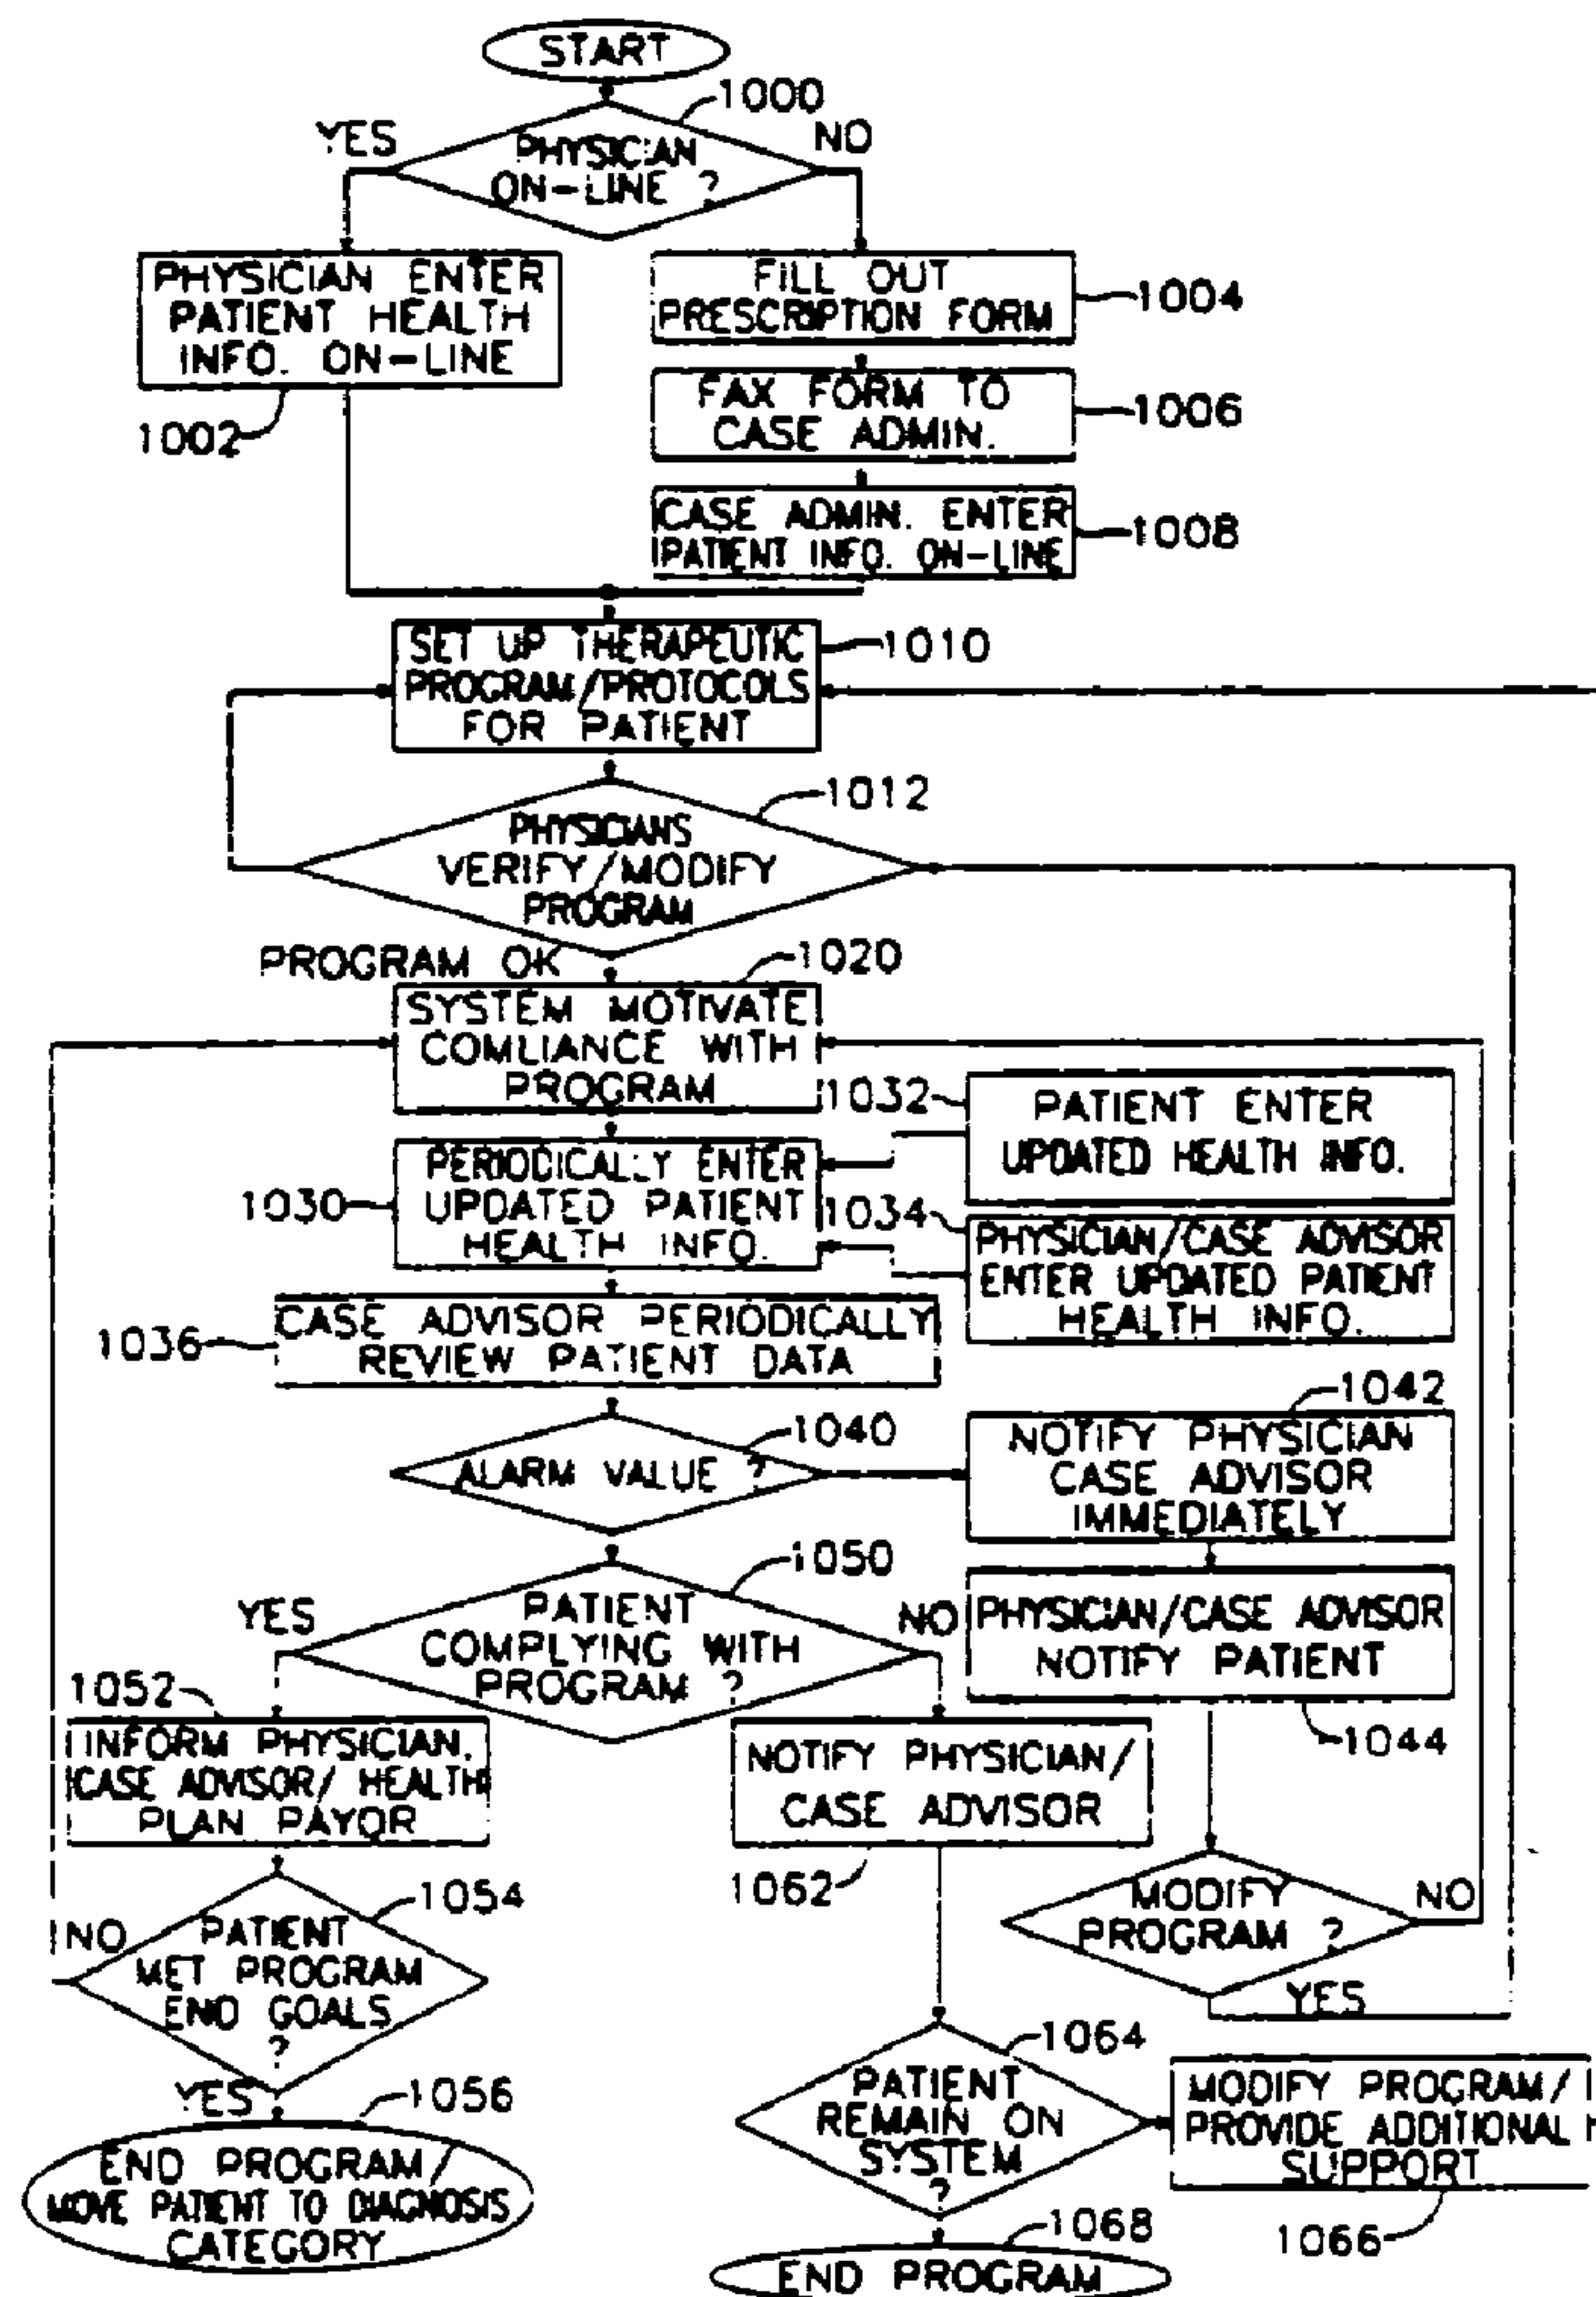 START
1000
YES
NO
PHYSICIAN
ON-LINE ?
PHYSICIAN ENTER
PATIENT HEALTH
INFO. ON-LINE
1002
FILL OUT
PRESCRIPTION FORM
1004
FAX FORM TO
CASE ADMIN.
1006
CASE ADMIN. ENTER
PATIENT INFO. ON-LINE
1008
SET UP THERAPEUTIC
PROGRAM/PROTOCOLS
FOR PATIENT
1010
PHYSICIANS
VERIFY/MODIFY
PROGRAM
1012
PROGRAM OK
1020
SYSTEM MOTIVATE
COMLIANCE WITH
PROGRAM
1032
PATIENT ENTER
UPDATED HEALTH INFO.
1030
PERIODICALLY ENTER
UPDATED PATIENT
HEALTH INFO.
1034
PHYSICIAN/CASE ADVISOR
ENTER UPDATED PATIENT
HEALTH INFO.
1036
CASE ADVISOR PERIODICALLY
REVIEW PATIENT DATA
1040
ALARM VALUE ?
1042
NOTIFY PHYSICIAN
CASE ADVISOR
IMMEDIATELY
1050
YES
NO
PATIENT
COMPLYING WITH
PROGRAM ?
PHYSICIAN/CASE ADVISOR
NOTIFY PATIENT
1044
1052
INFORM PHYSICIAN.
CASE ADVISOR/ HEALTH
PLAN PAYOR
NOTIFY PHYSICIAN/
CASE ADVISOR
1062
MODIFY
PROGRAM ?
NO
YES
1054
NO
PATIENT
MET PROGRAM
END GOALS
?
YES
1056
END PROGRAM/
MOVE PATIENT TO DIAGNOSIS
CATEGORY
1064
PATIENT
REMAIN ON
SYSTEM
?
MODIFY PROGRAM/
PROVIDE ADDITIONAL
SUPPORT
1066
1068
END PROGRAM